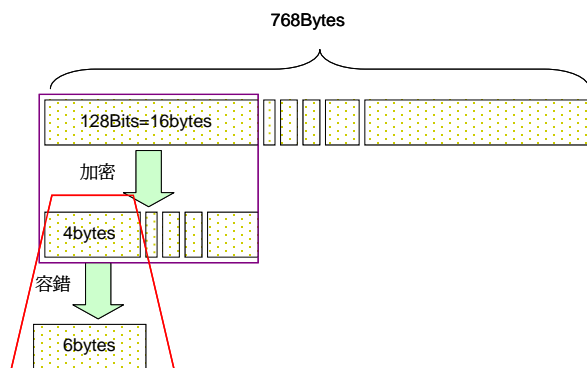 768Bytes
128Bits=16bytes
加密
4bytes
容錯
6bytes